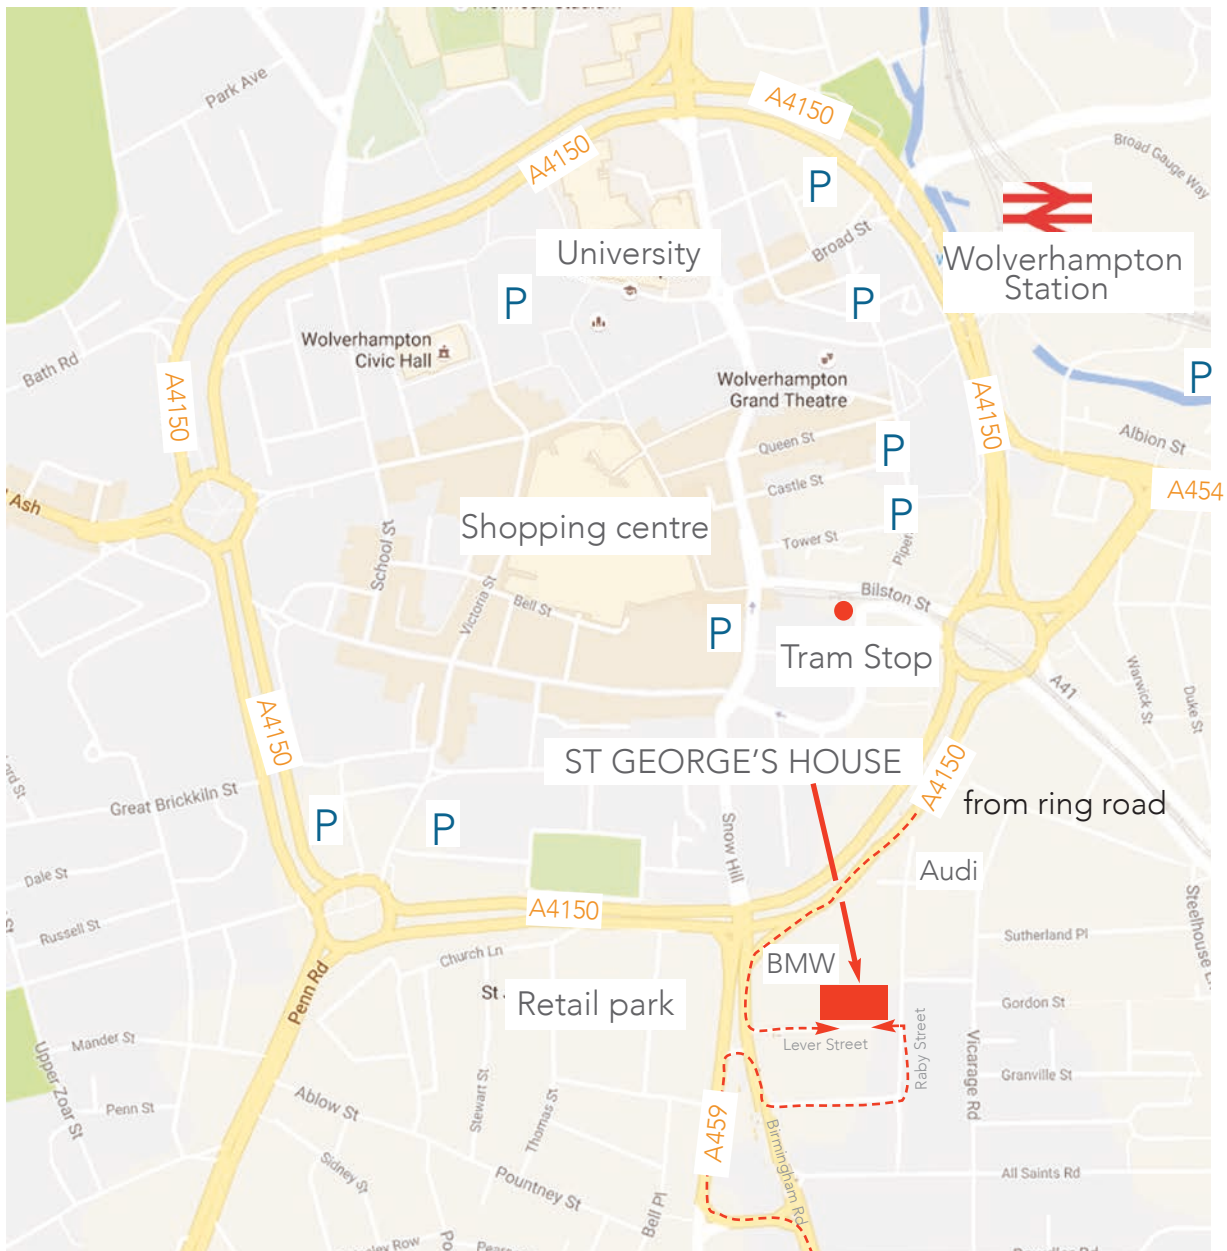 Park Ave
A4150
A4150
Broad Gauge Way
P
Broad St
University
Wolverhampton
Station
P
P
Wolverhampton
Civic Hall
Bath Rd
A4150
Wolverhampton
Grand Theatre
P
A4150
Albion St
Queen St
P
A454
Castle St
Ash
P
Shopping centre
Tower St
Piper
School St
Victoria St
Bell St
Bilston St
P
Tram Stop
A41
Warwick St
Duke St
A4150
ST GEORGE'S HOUSE
A4150
from ring road
Great Brickkiln St
P
P
Snow Hill
Audi
Dale St
Steelhouse
A4150
Russell St
Sutherland Pl
Church Ln
BMW
Penn Rd
St
Retail park
Gordon St
Raby Street
Lever Street
Vicarage Rd
Mander St
Upper Zoar St
Granville St
Stewart St
Thomas St
Ablow St
Penn St
A459
Birmingham Rd
Sidney St
Pountney St
All Saints Rd
Bell Pl
Row